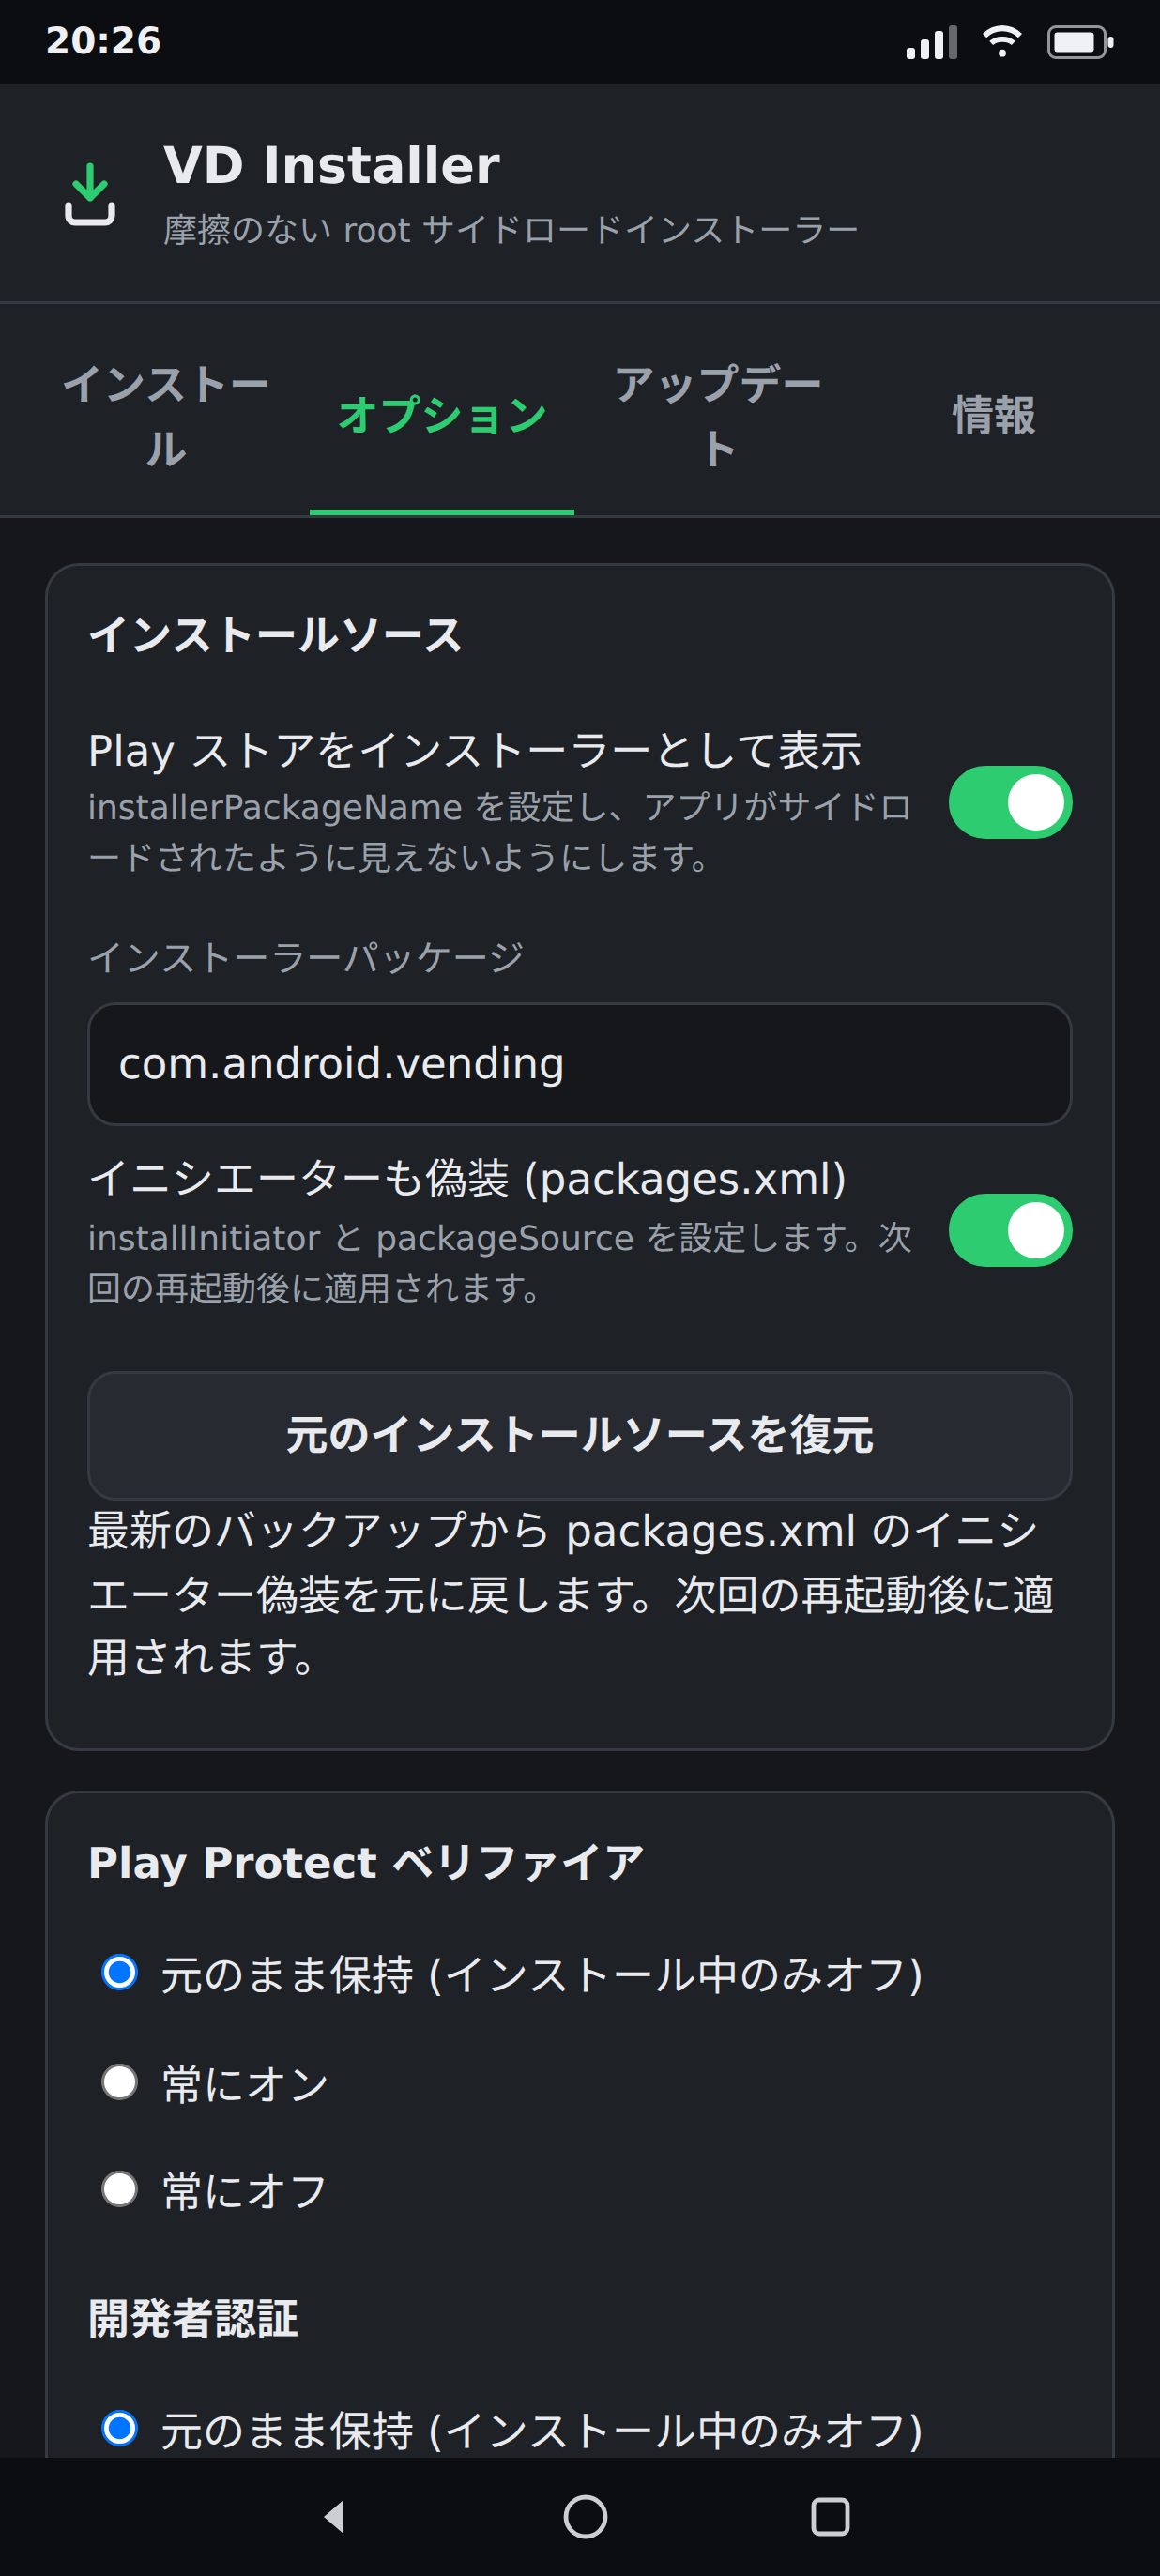 20:26
VD Installer
摩擦のない root サイドロードインストーラー
インストー
ル
オプション
アップデー
ト
情報
インストールソース
Play ストアをインストーラーとして表示
installerPackageName を設定し、アプリがサイドロ
ードされたように見えないようにします。
インストーラーパッケージ
com.android.vending
イニシエーターも偽装 (packages.xml)
installInitiator と packageSource を設定します。次
回の再起動後に適用されます。
元のインストールソースを復元
最新のバックアップから packages.xml のイニシ
エーター偽装を元に戻します。次回の再起動後に適
用されます。
Play Protect ベリファイア
元のまま保持 (インストール中のみオフ)
常にオン
常にオフ
開発者認証
元のまま保持 (インストール中のみオフ)